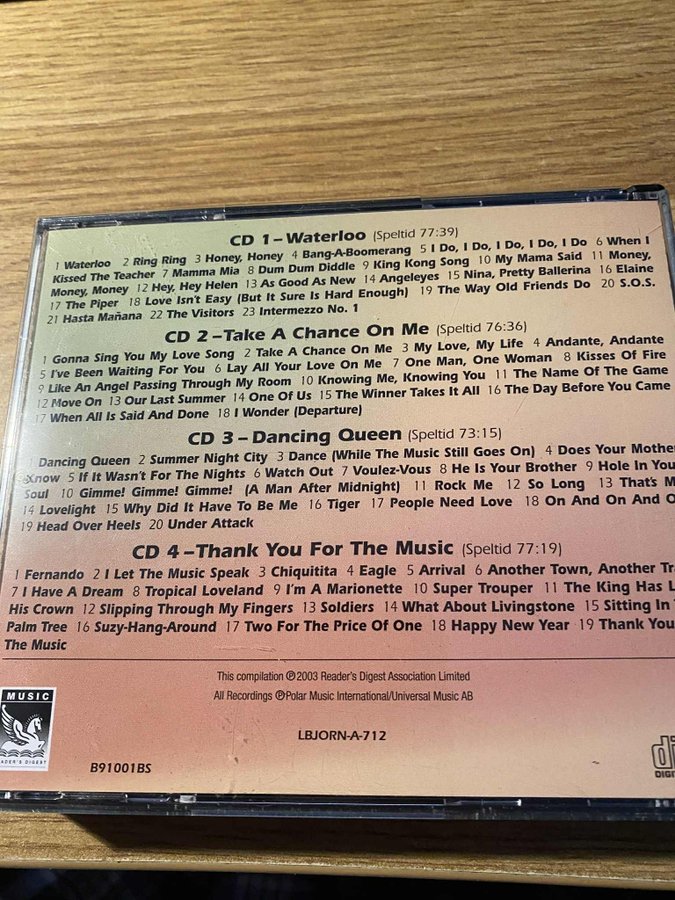 CD 1 – Waterloo (Speltid 77:39)
1 Waterloo 2 Ring Ring 3 Honey, Honey 4 Bang-A-Boomerang 5 I Do, I Do, I Do, I Do, I Do 6 When I
Kissed The Teacher 7 Mamma Mia 8 Dum Dum Diddle 9 King Kong Song 10 My Mama Said 11 Money,
Money, Money 12 Hey, Hey Helen 13 As Good As New 14 Angeleyes 15 Nina, Pretty Ballerina 16 Elaine
17 The Piper 18 Love Isn't Easy (But It Sure Is Hard Enough) 19 The Way Old Friends Do 20 S.O.S.
21 Hasta Mañana 22 The Visitors 23 Intermezzo No. 1
CD 2 – Take A Chance On Me (Speltid 76:36)
1 Gonna Sing You My Love Song 2 Take A Chance On Me 3 My Love, My Life 4 Andante, Andante
5 I've Been Waiting For You 6 Lay All Your Love On Me 7 One Man, One Woman 8 Kisses Of Fire
9 Like An Angel Passing Through My Room 10 Knowing Me, Knowing You 11 The Name Of The Game
12 Move On 13 Our Last Summer 14 One Of Us 15 The Winner Takes It All 16 The Day Before You Came
17 When All Is Said And Done 18 I Wonder (Departure)
CD 3 – Dancing Queen (Speltid 73:15)
1 Dancing Queen 2 Summer Night City 3 Dance (While The Music Still Goes On) 4 Does Your Mother
Know 5 If It Wasn't For The Nights 6 Watch Out 7 Voulez-Vous 8 He Is Your Brother 9 Hole In You
Soul 10 Gimme! Gimme! Gimme! (A Man After Midnight) 11 Rock Me 12 So Long 13 That's M
14 Lovelight 15 Why Did It Have To Be Me 16 Tiger 17 People Need Love 18 On And On And O
19 Head Over Heels 20 Under Attack
CD 4 – Thank You For The Music (Speltid 77:19)
1 Fernando 2 I Let The Music Speak 3 Chiquitita 4 Eagle 5 Arrival 6 Another Town, Another Tr
7 I Have A Dream 8 Tropical Loveland 9 I'm A Marionette 10 Super Trouper 11 The King Has L
His Crown 12 Slipping Through My Fingers 13 Soldiers 14 What About Livingstone 15 Sitting In
Palm Tree 16 Suzy-Hang-Around 17 Two For The Price Of One 18 Happy New Year 19 Thank You
The Music
This compilation ℗2003 Reader's Digest Association Limited
All Recordings ℗Polar Music International/Universal Music AB
MUSIC
ADER'S DIGEST
LBJORN-A-712
B91001BS
di
DIGI